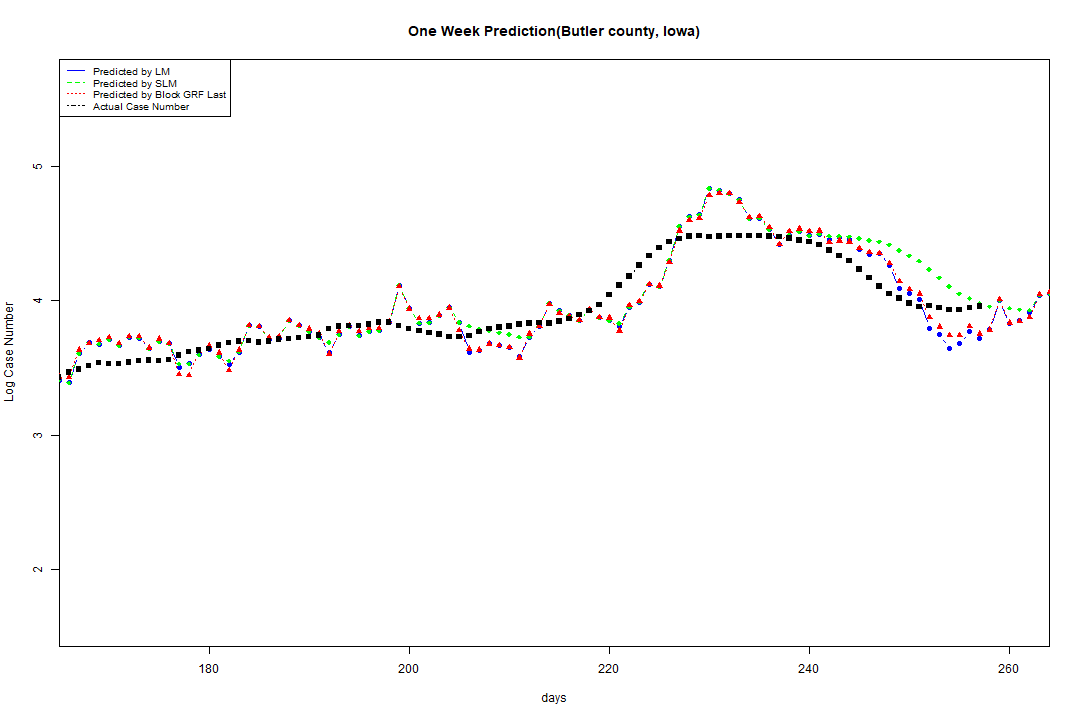 One Week Prediction(Butler county, Iowa)
Predicted by LM
Predicted by SLM
Predicted by Block GRF Last
Actual Case Number
5
4
3
2
Log Case Number
180 200 220 240 260
days